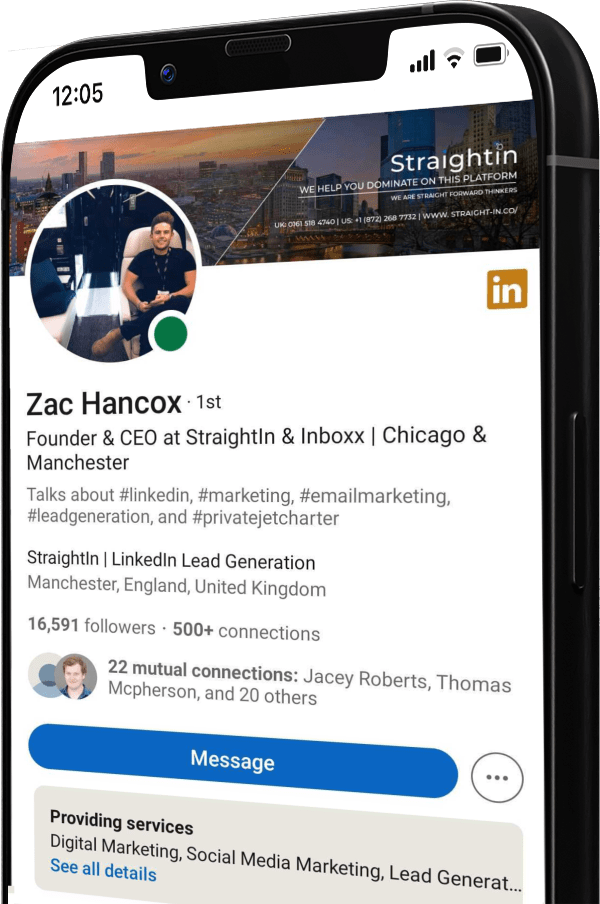 12:05
Straightin
WE HELP YOU DOMINATE ON THIS PLATFORM
WE ARE STRAIGHT FORWARD THINKERS
UK: 0161 518 4740 | US: +1 (872) 268 7732 | WWW. STRAIGHT-IN.CO/
in
Zac Hancox · 1st
Founder & CEO at StraightIn & Inboxx | Chicago &
Manchester
Talks about #linkedin, #marketing, #emailmarketing,
#leadgeneration, and #privatejetcharter
StraightIn | LinkedIn Lead Generation
Manchester, England, United Kingdom
16,591 followers · 500+ connections
22 mutual connections: Jacey Roberts, Thomas
Mcpherson, and 20 others
Message
Providing services
Digital Marketing, Social Media Marketing, Lead Generat...
See all details